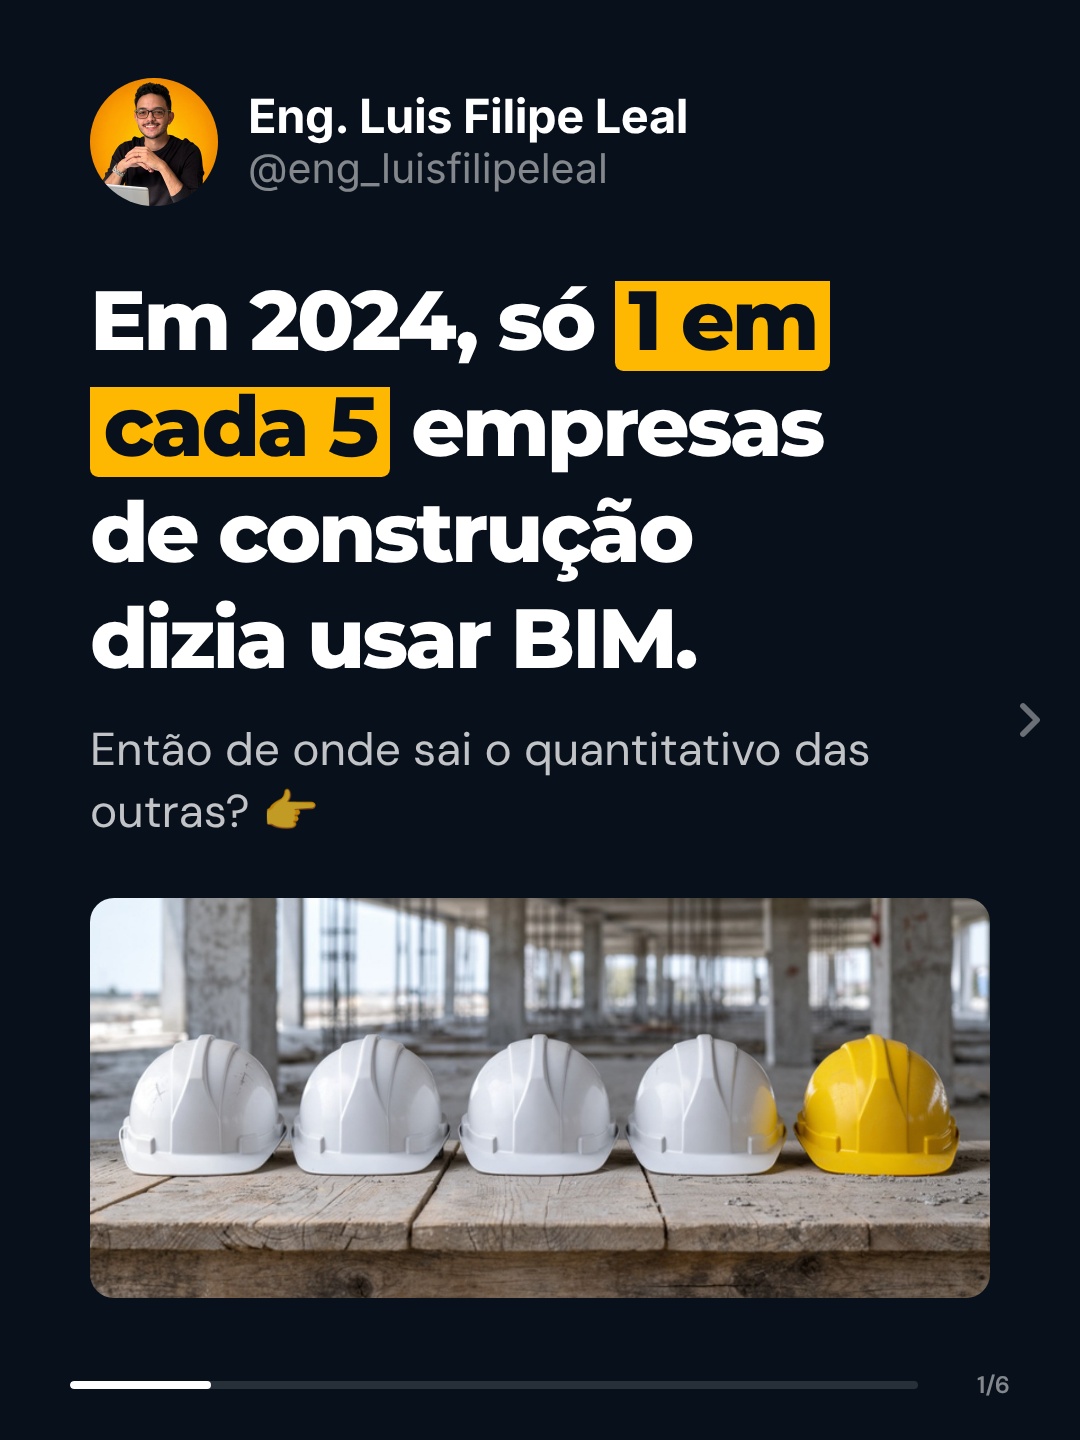 Eng. Luis Filipe Leal
@eng_luisfilipeleal
Em 2024, só 1 em
cada 5 empresas
de construção
dizia usar BIM.
Então de onde sai o quantitativo das
outras? 👉
1/6